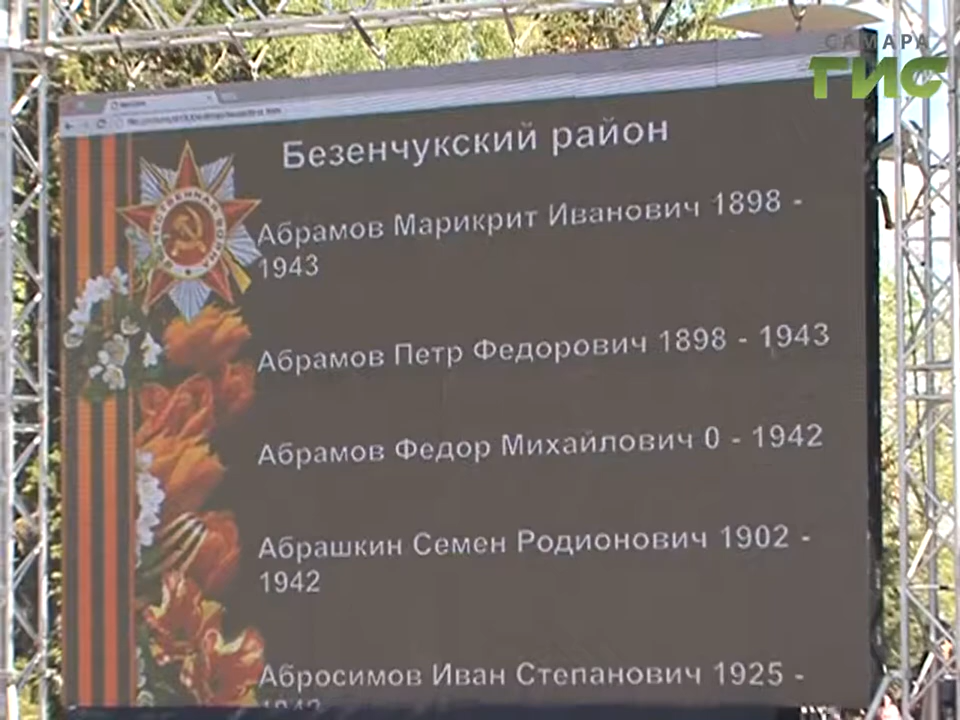 САМАРА
ТИС
Безенчукский район
Абрамов Марикрит Иванович 1898 -
1943
Абрамов Петр Федорович 1898 - 1943
Абрамов Федор Михайлович 0 - 1942
Абрашкин Семен Родионович 1902 -
1942
Абросимов Иван Степанович 1925 -